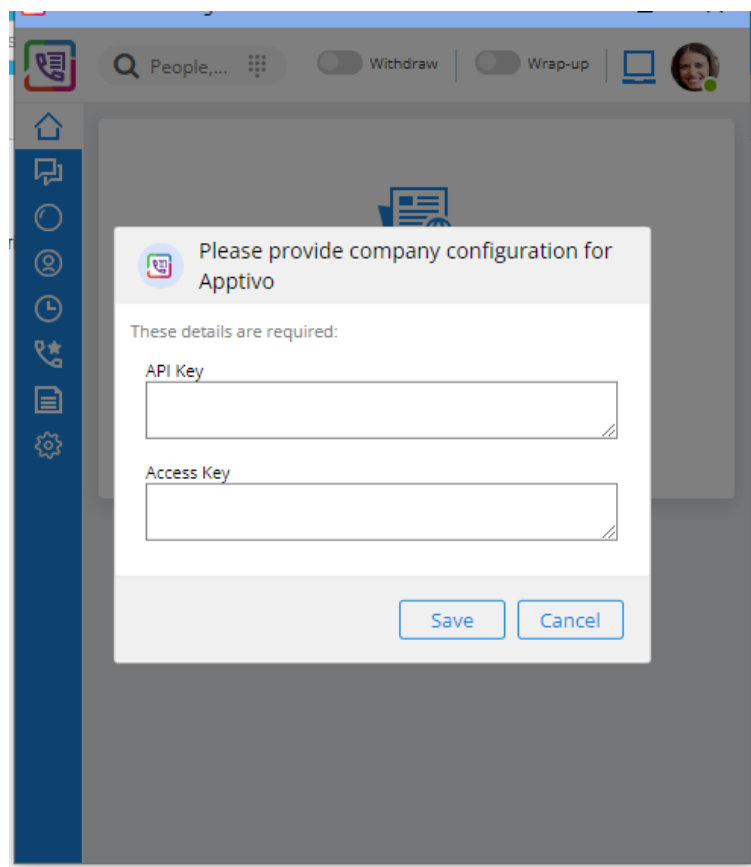 People,...
Withdraw
Wrap-up
Please provide company configuration for
Apptivo
These details are required:
API Key
Access Key
Save
Cancel